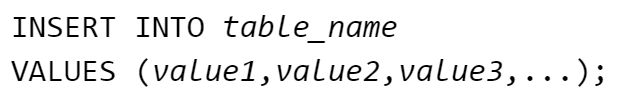 INSERT INTO table_name
VALUES (value1,value2,value3,...);